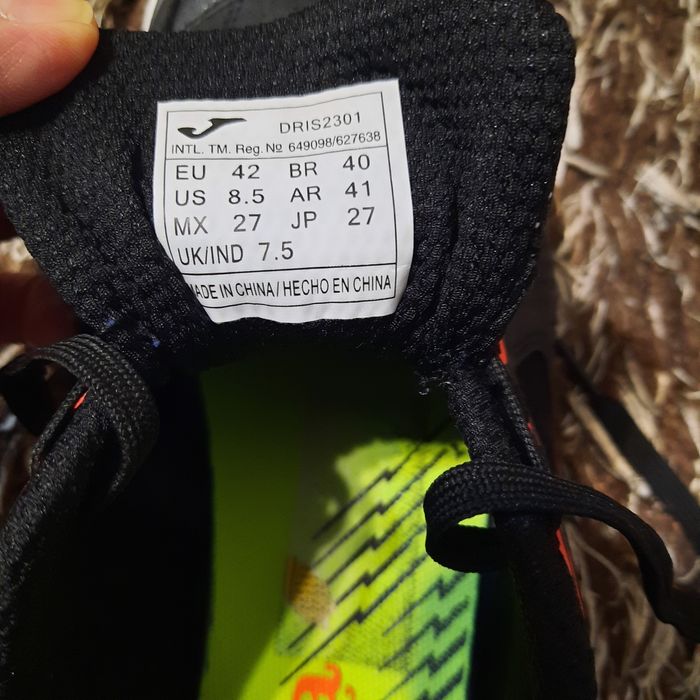 DRIS2301
INTL. TM. Reg. № 649098/627638
EU 42 BR 40
US 8.5 AR 41
MX 27 JP 27
UK/IND 7.5
MADE IN CHINA/HECHO EN CHINA